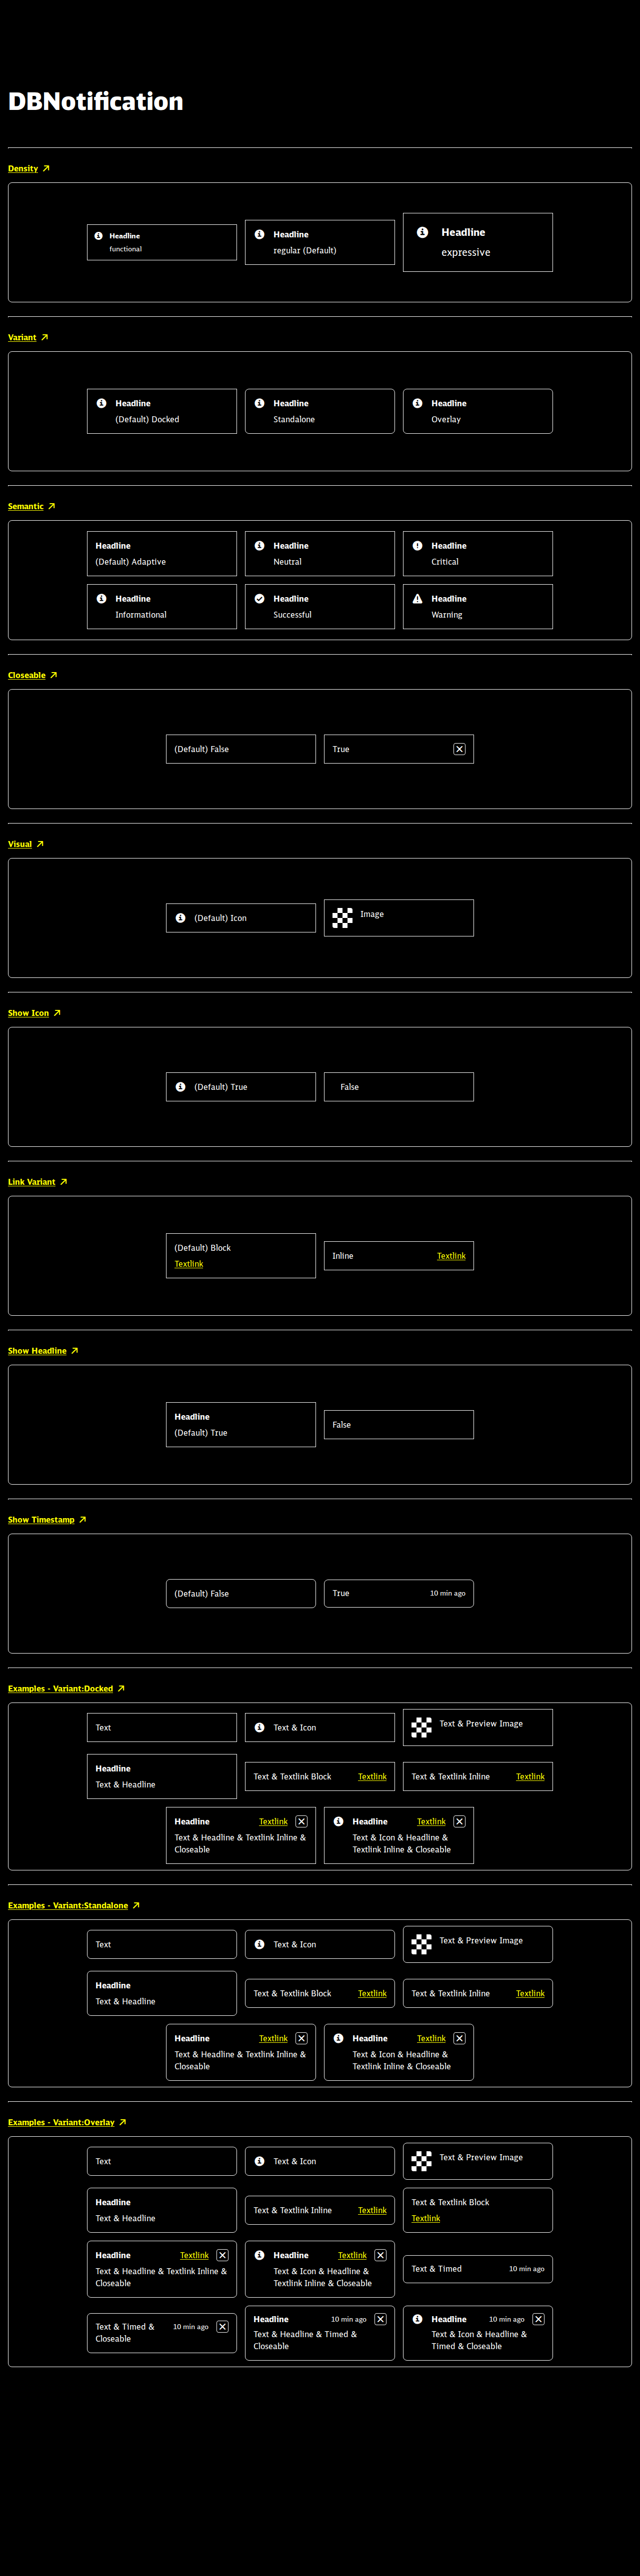 DBNotification
Density
Headline
functional
Headline
regular (Default)
Headline
expressive
Variant
Headline
(Default) Docked
Headline
Standalone
Headline
Overlay
Semantic
Headline
(Default) Adaptive
Headline
Neutral
Headline
Critical
Headline
Informational
Headline
Successful
Headline
Warning
Closeable
(Default) False
True
Visual
(Default) Icon
Image
Show Icon
(Default) True
False
Link Variant
(Default) Block
Textlink
Inline Textlink
Show Headline
Headline
(Default) True
False
Show Timestamp
(Default) False
True 10 min ago
Examples - Variant:Docked
Text
Text & Icon
Text & Preview Image
Headline
Text & Headline
Text & Textlink Block Textlink
Text & Textlink Inline Textlink
Headline Textlink
Text & Headline & Textlink Inline &
Closeable
Headline Textlink
Text & Icon & Headline &
Textlink Inline & Closeable
Examples - Variant:Standalone
Text
Text & Icon
Text & Preview Image
Headline
Text & Headline
Text & Textlink Block Textlink
Text & Textlink Inline Textlink
Headline Textlink
Text & Headline & Textlink Inline &
Closeable
Headline Textlink
Text & Icon & Headline &
Textlink Inline & Closeable
Examples - Variant:Overlay
Text
Text & Icon
Text & Preview Image
Headline
Text & Headline
Text & Textlink Inline Textlink
Text & Textlink Block
Textlink
Headline Textlink
Text & Headline & Textlink Inline &
Closeable
Headline Textlink
Text & Icon & Headline &
Textlink Inline & Closeable
Text & Timed 10 min ago
Text & Timed & 10 min ago
Closeable
Headline 10 min ago
Text & Headline & Timed &
Closeable
Headline 10 min ago
Text & Icon & Headline &
Timed & Closeable